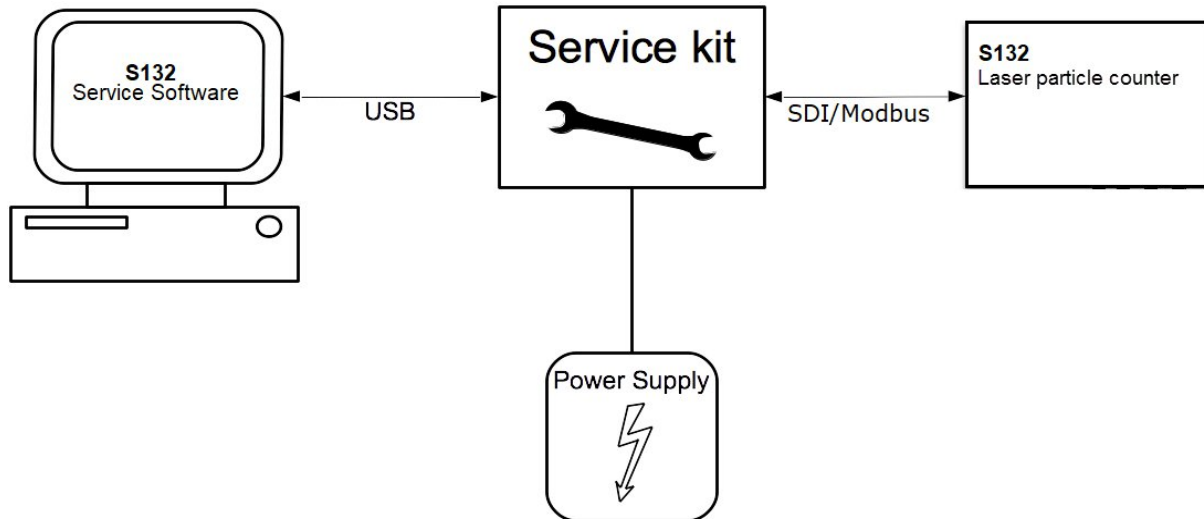 S132
Service Software
USB
Service kit
SDI/Modbus
S132
Laser particle counter
Power Supply